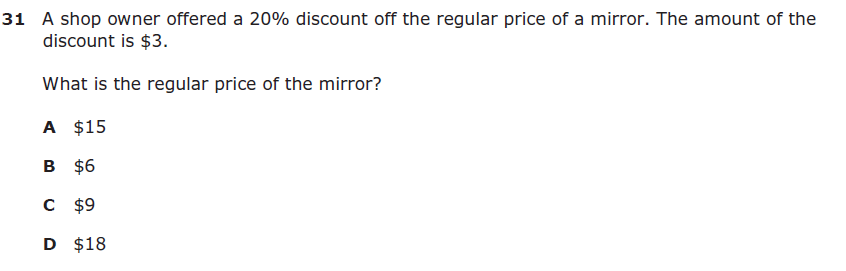 31 A shop owner offered a 20% discount off the regular price of a mirror. The amount of the
discount is $3.
What is the regular price of the mirror?
A $15
B $6
C $9
D $18